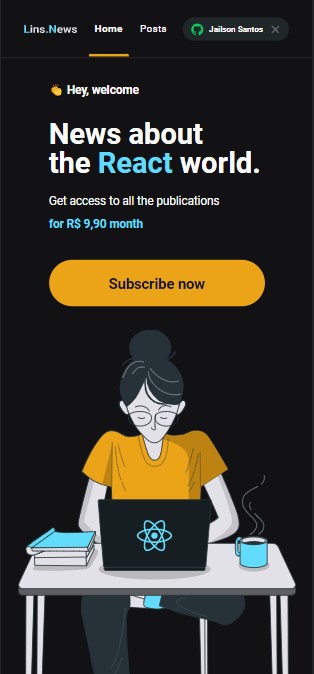 Lins.News Home Posts Jailson Santos
👏 Hey, welcome
News about
the React world.
Get access to all the publications
for R$ 9,90 month
Subscribe now